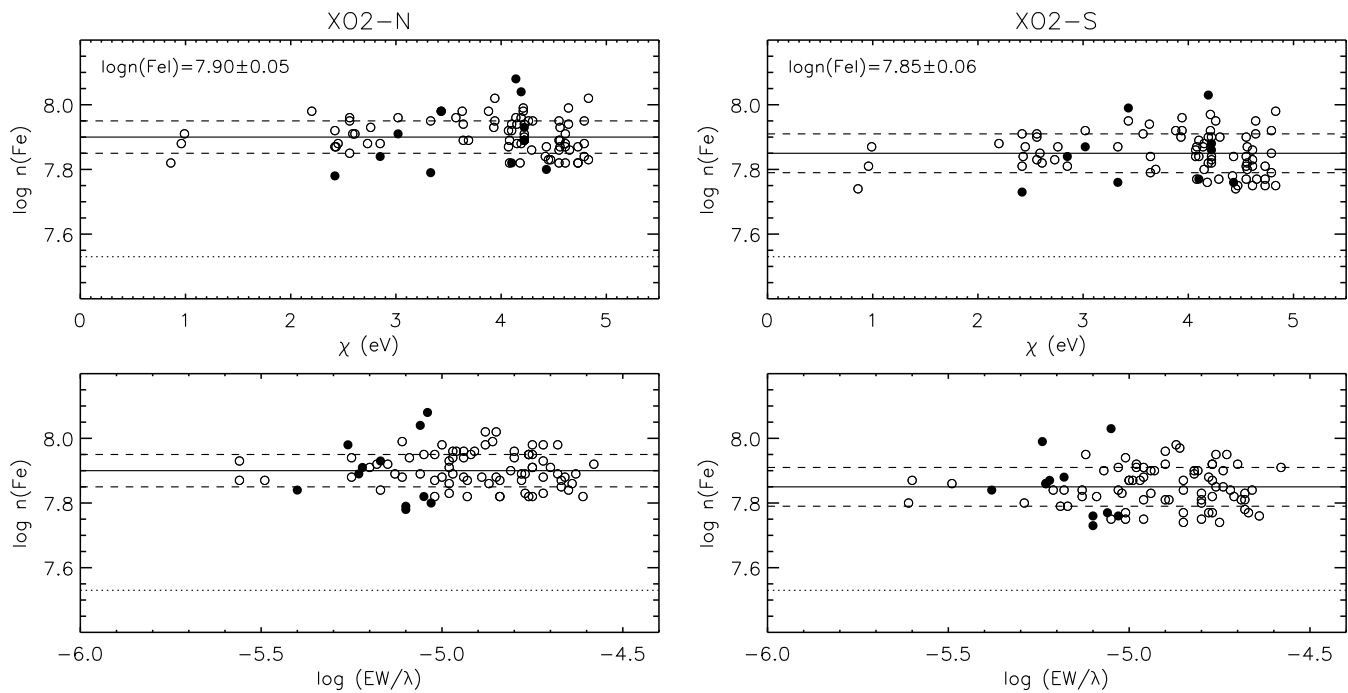 XO2-N
XO2-S
logn(FeI)=7.90±0.05
logn(FeI)=7.85±0.06
log n(Fe)
8.0
7.8
7.6
0 1 2 3 4 5
χ (eV)
log n(Fe)
8.0
7.8
7.6
0 1 2 3 4 5
χ (eV)
log n(Fe)
8.0
7.8
7.6
-6.0 -5.5 -5.0 -4.5
log (EW/λ)
log n(Fe)
8.0
7.8
7.6
-6.0 -5.5 -5.0 -4.5
log (EW/λ)